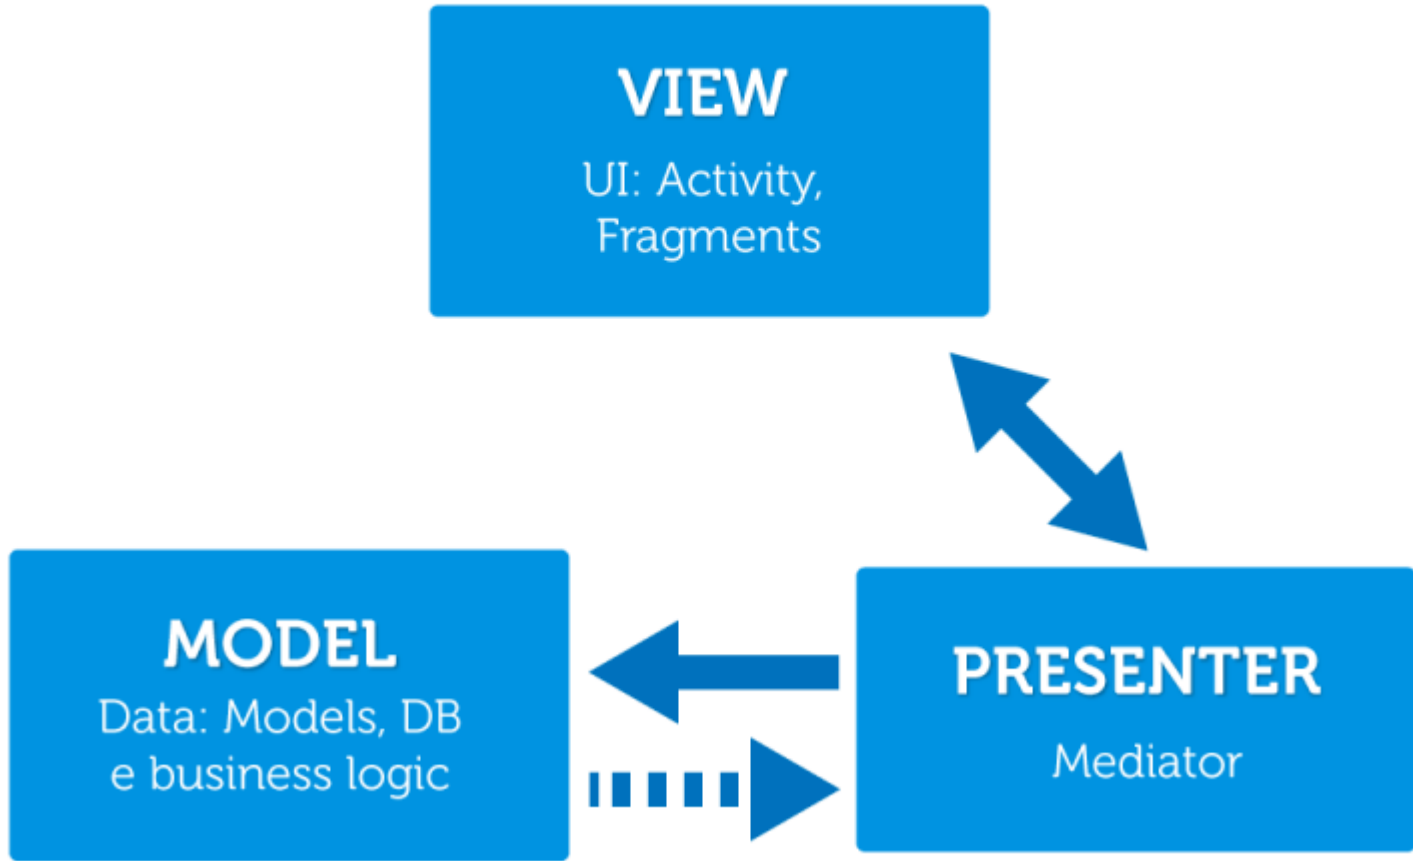 VIEW
UI: Activity,
Fragments
MODEL
Data: Models, DB
e business logic
PRESENTER
Mediator